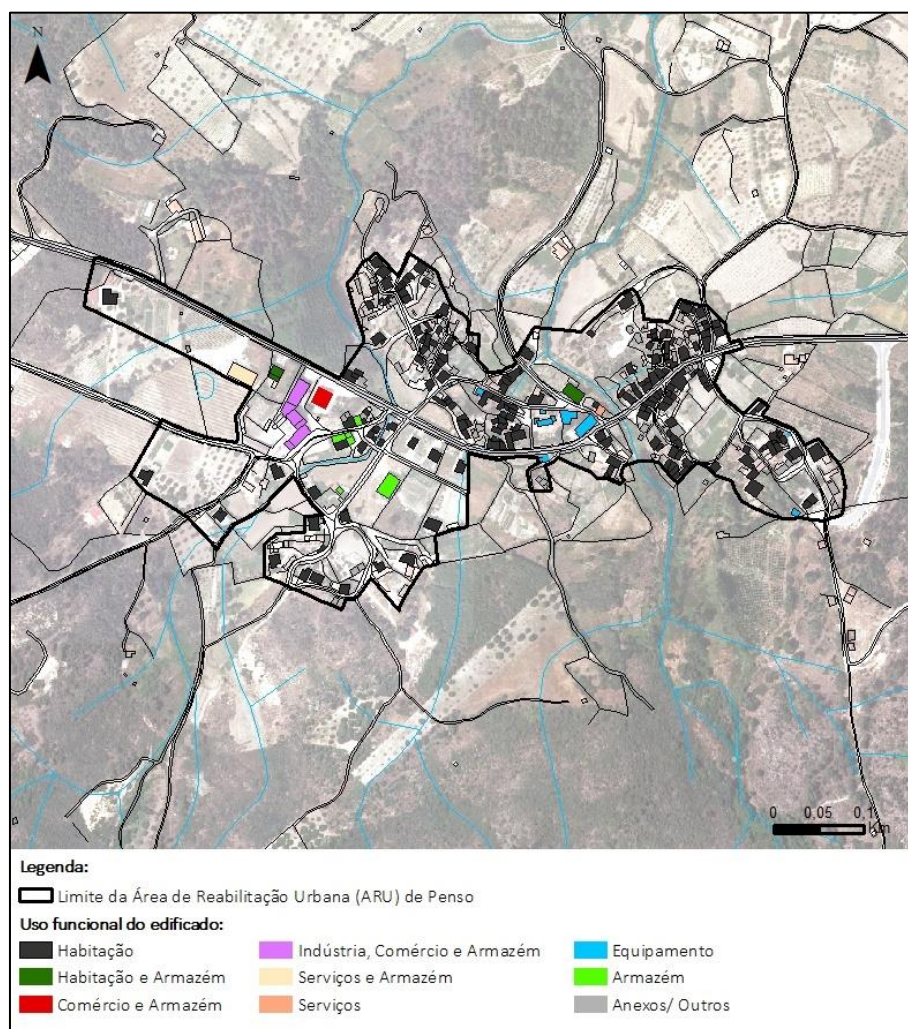 N
0 0,05 0,1
Km
Legenda:
Limite da Área de Reabilitação Urbana (ARU) de Penso
Uso funcional do edificado:
Habitação Indústria, Comércio e Armazém Equipamento
Habitação e Armazém Serviços e Armazém Armazém
Comércio e Armazém Serviços Anexos/ Outros